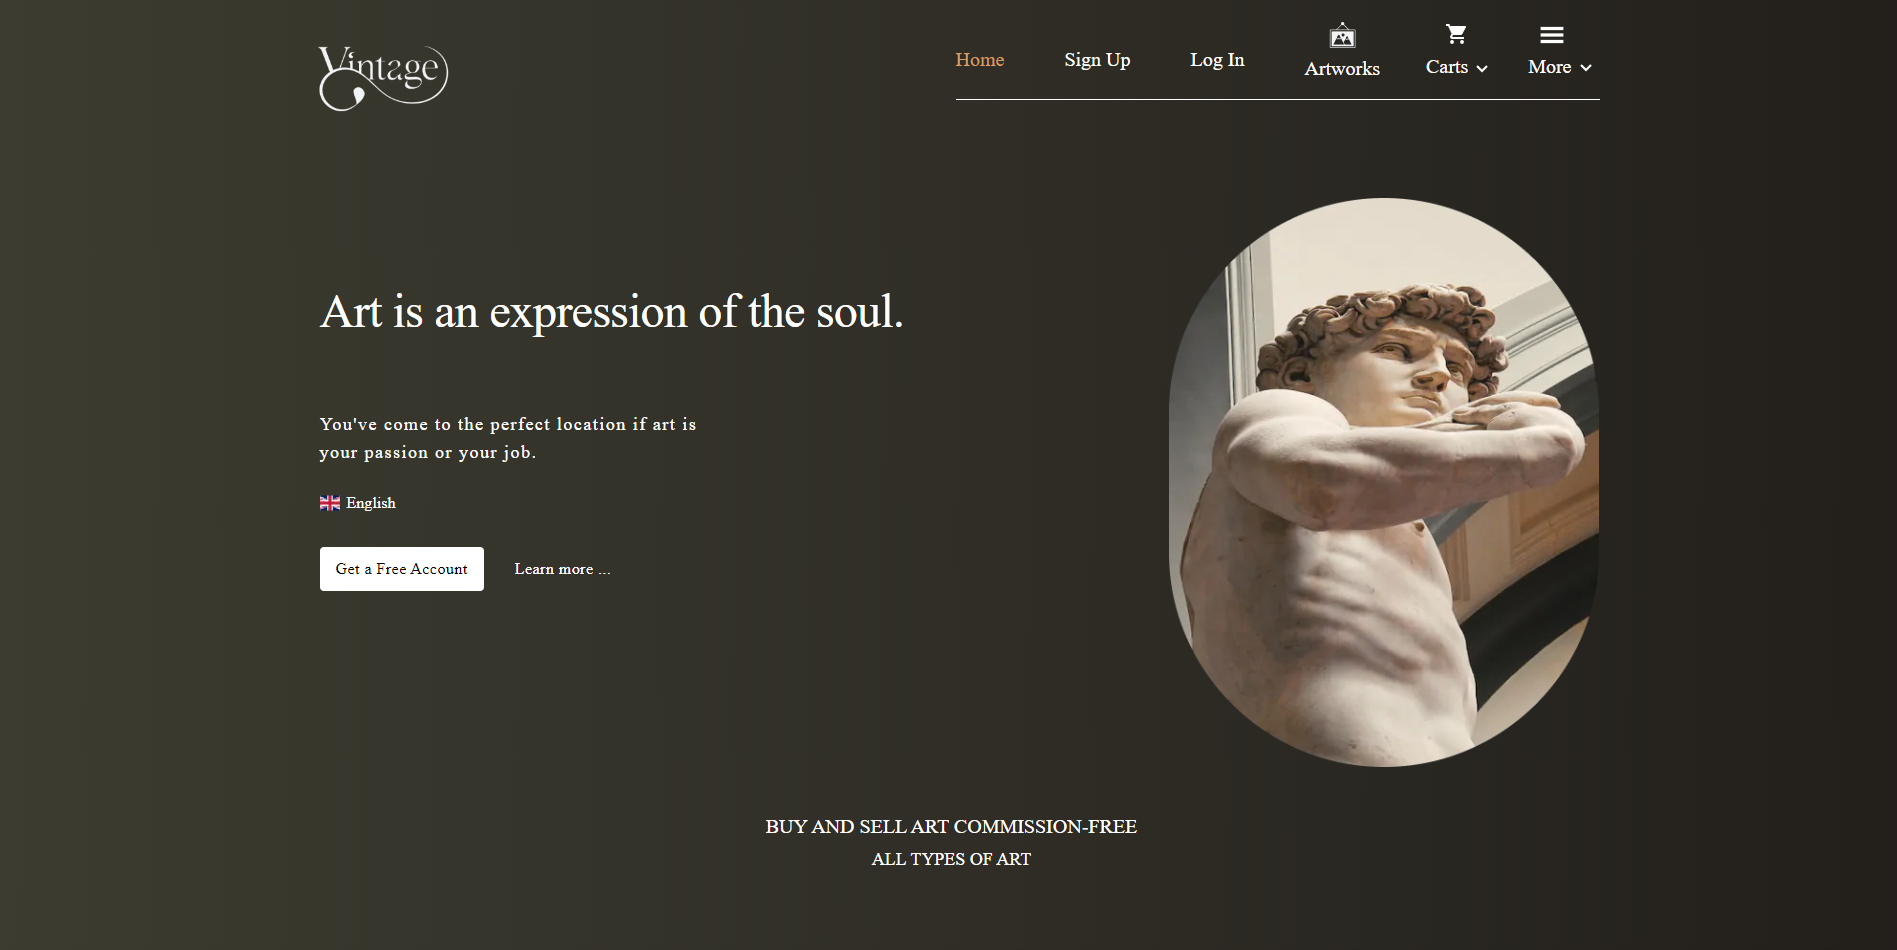 Vintage
Home
Sign Up
Log In
Artworks
Carts
More
Art is an expression of the soul.
You've come to the perfect location if art is
your passion or your job.
English
Get a Free Account
Learn more ...
BUY AND SELL ART COMMISSION-FREE
ALL TYPES OF ART